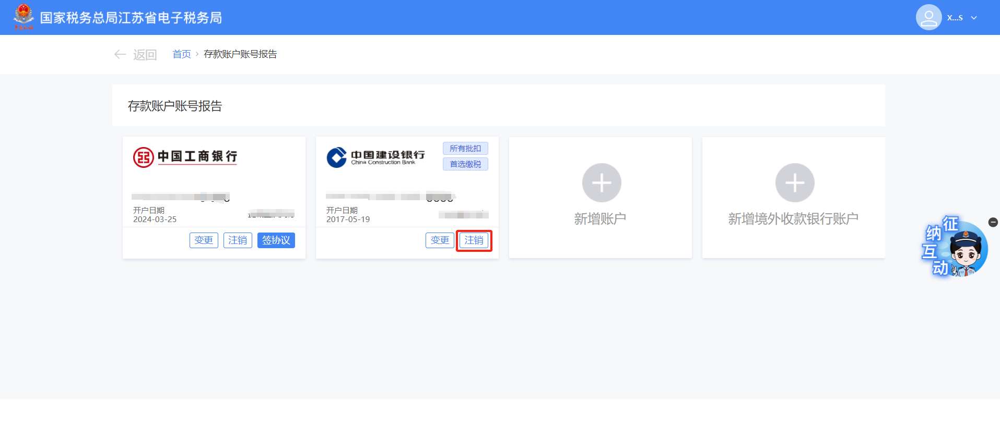 国家税务总局江苏省电子税务局
X...S
返回 首页 > 存款账户账号报告
存款账户账号报告
中国工商银行
开户日期
2024-03-25
变更 注销 签协议
中国建设银行
China Construction Bank
所有批扣
首选缴税
开户日期
2017-05-19
变更 注销
新增账户
新增境外收款银行账户
征
纳
互
动